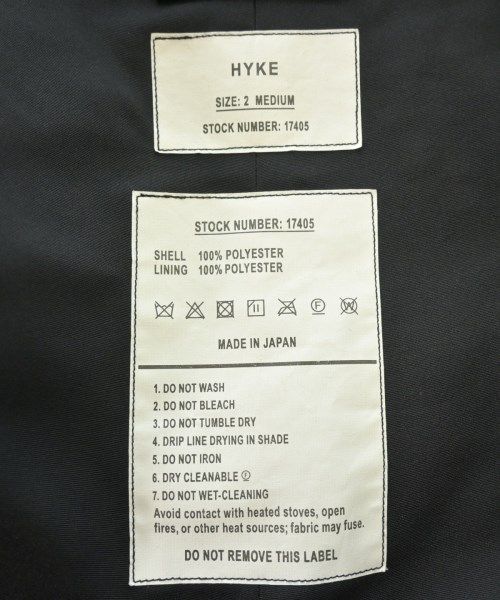 HYKE
SIZE: 2 MEDIUM
STOCK NUMBER: 17405
STOCK NUMBER: 17405
SHELL 100% POLYESTER
LINING 100% POLYESTER
F W
MADE IN JAPAN
1. DO NOT WASH
2. DO NOT BLEACH
3. DO NOT TUMBLE DRY
4. DRIP LINE DRYING IN SHADE
5. DO NOT IRON
6. DRY CLEANABLE Ⓕ
7. DO NOT WET-CLEANING
Avoid contact with heated stoves, open
fires, or other heat sources; fabric may fuse.
DO NOT REMOVE THIS LABEL